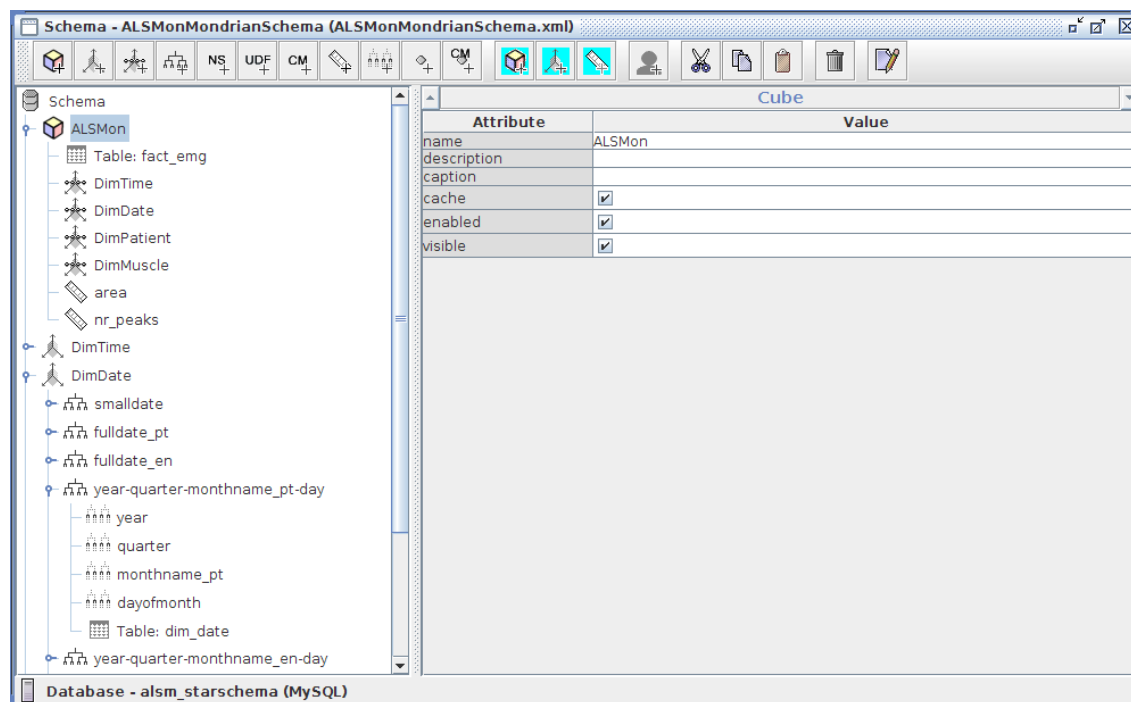 Schema - ALSMonMondrianSchema (ALSMonMondrianSchema.xml)
NS UDF CM CM
Schema
ALSMon
Table: fact_emg
DimTime
DimDate
DimPatient
DimMuscle
area
nr_peaks
DimTime
DimDate
smalldate
fulldate_pt
fulldate_en
year-quarter-monthname_pt-day
year
quarter
monthname_pt
dayofmonth
Table: dim_date
year-quarter-monthname_en-day
Cube
Attribute Value
name ALSMon
description
caption
cache
enabled
visible
Database - alsm_starschema (MySQL)